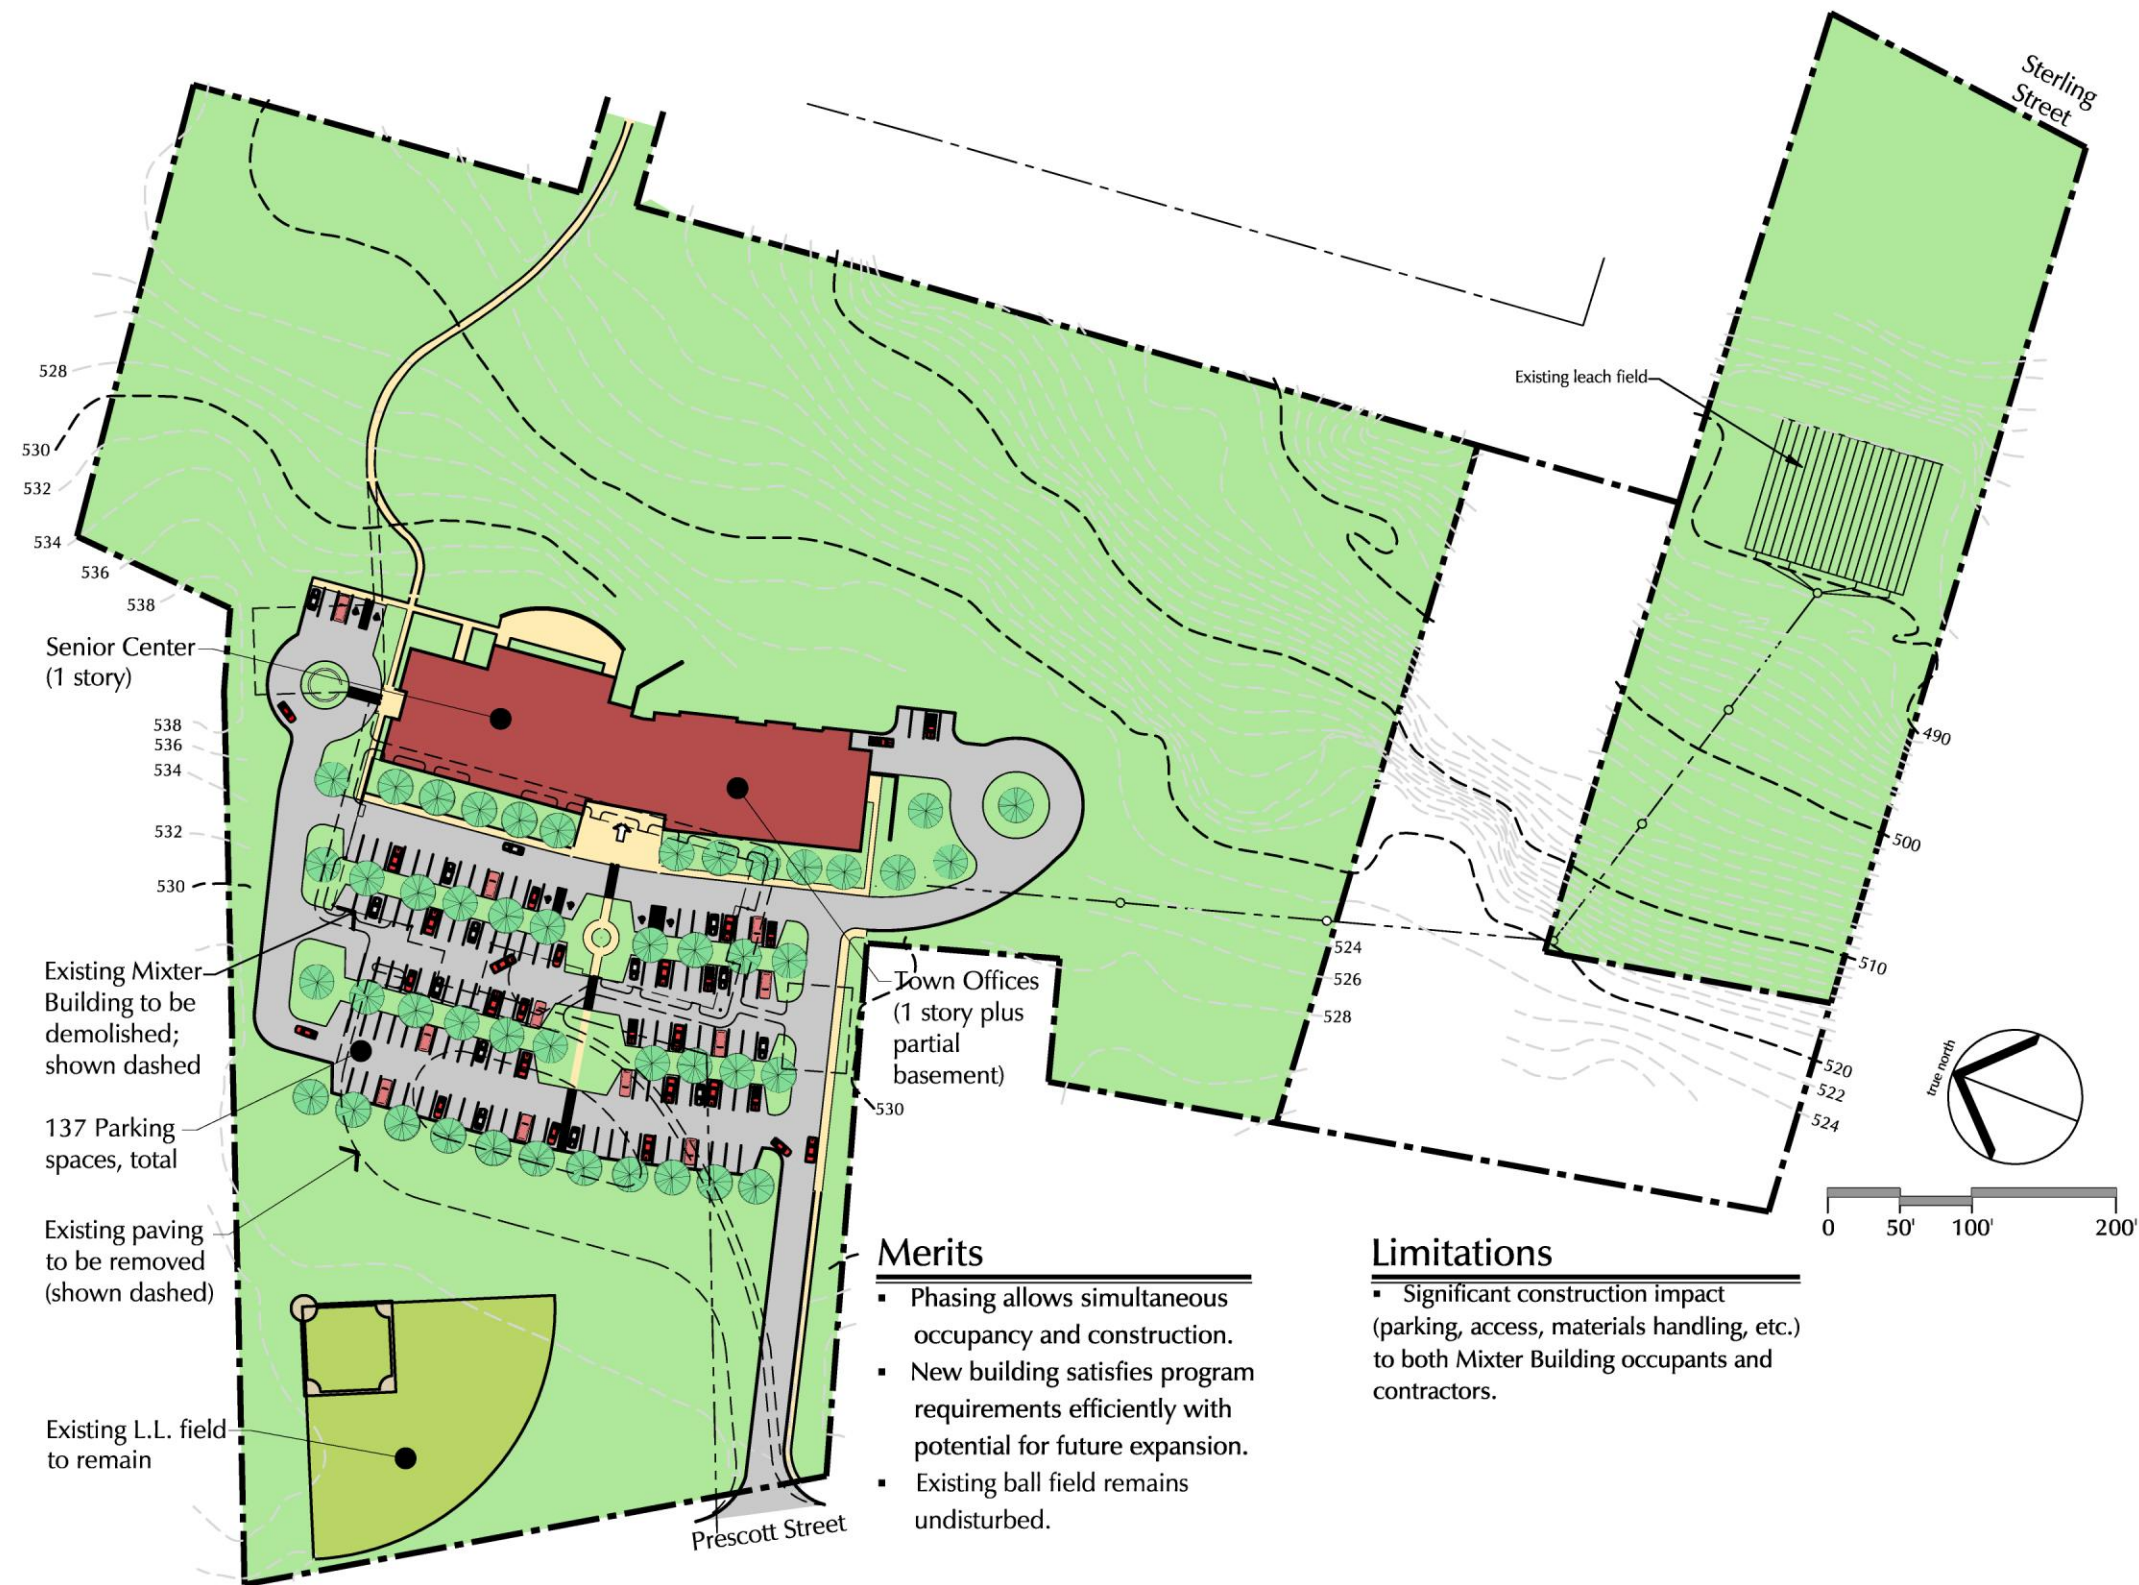 Sterling
Street
Existing leach field
528
530
532
534
536
538
Senior Center
(1 story)
538
536
534
532
530
Existing Mixter
Building to be
demolished;
shown dashed
137 Parking
spaces, total
Existing paving
to be removed
(shown dashed)
Existing L.L. field
to remain
Town Offices
(1 story plus
partial
basement)
530
524
526
528
490
500
510
520
522
524
true north
0 50' 100' 200'
Prescott Street
Merits
▪ Phasing allows simultaneous
occupancy and construction.
▪ New building satisfies program
requirements efficiently with
potential for future expansion.
▪ Existing ball field remains
undisturbed.
Limitations
▪ Significant construction impact
(parking, access, materials handling, etc.)
to both Mixter Building occupants and
contractors.